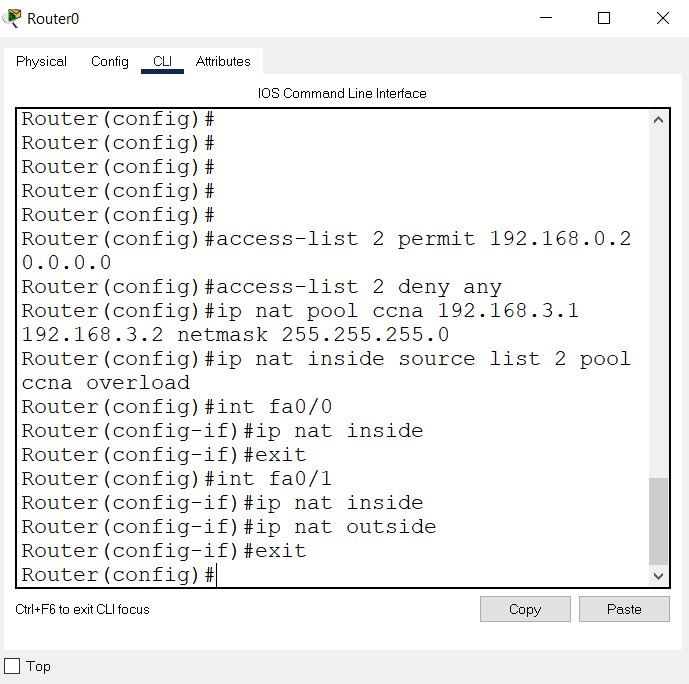 Router0
Physical Config CLI Attributes
IOS Command Line Interface
Router(config)#
Router(config)#
Router(config)#
Router(config)#
Router(config)#
Router(config)#access-list 2 permit 192.168.0.2
0.0.0.0
Router(config)#access-list 2 deny any
Router(config)#ip nat pool ccna 192.168.3.1
192.168.3.2 netmask 255.255.255.0
Router(config)#ip nat inside source list 2 pool
ccna overload
Router(config)#int fa0/0
Router(config-if)#ip nat inside
Router(config-if)#exit
Router(config)#int fa0/1
Router(config-if)#ip nat inside
Router(config-if)#ip nat outside
Router(config-if)#exit
Router(config)#
Ctrl+F6 to exit CLI focus Copy Paste
Top